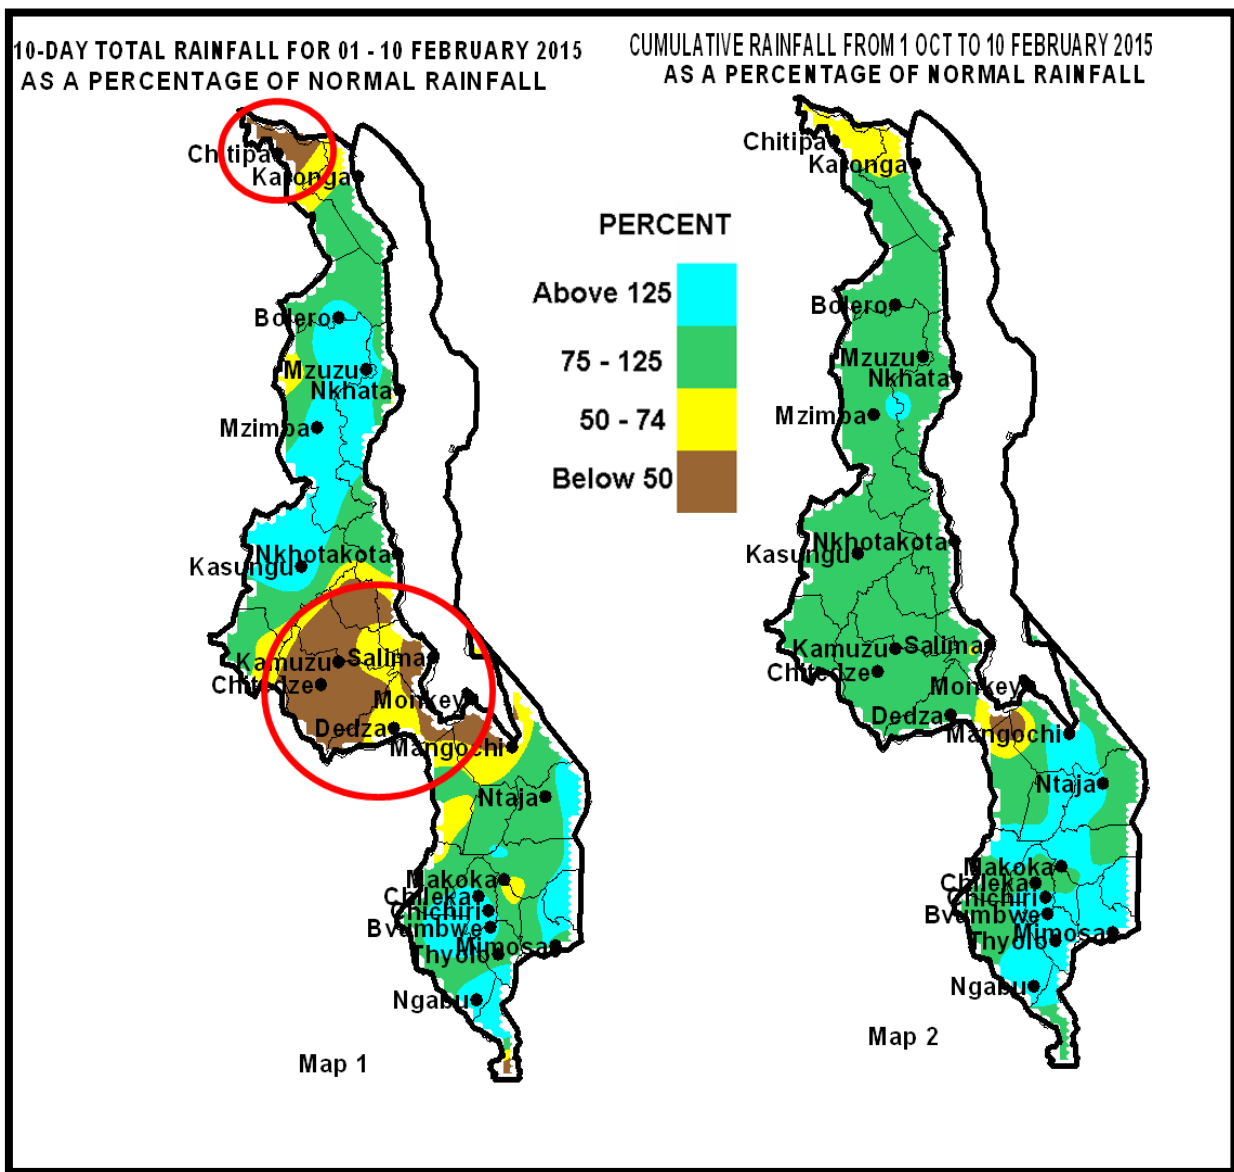 10-DAY TOTAL RAINFALL FOR 01 - 10 FEBRUARY 2015
AS A PERCENTAGE OF NORMAL RAINFALL
CUMULATIVE RAINFALL FROM 1 OCT TO 10 FEBRUARY 2015
AS A PERCENTAGE OF NORMAL RAINFALL
Chitipa
Karonga
Bolero
Mzuzu
Nkhata
Mzimba
Nkhotakota
Kasungu
Kamuzu
Salima
Chitedze
Monkey
Dedza
Mangochi
Ntaja
Makoka
Chileka
Chichiri
Bvumbwe
Mimosa
Thyolo
Ngabu
Map 1
PERCENT
Above 125
75 - 125
50 - 74
Below 50
Chitipa
Karonga
Bolero
Mzuzu
Nkhata
Mzimba
Nkhotakota
Kasungu
Kamuzu
Salima
Chitedze
Monkey
Dedza
Mangochi
Ntaja
Makoka
Chileka
Chichiri
Bvumbwe
Mimosa
Thyolo
Ngabu
Map 2